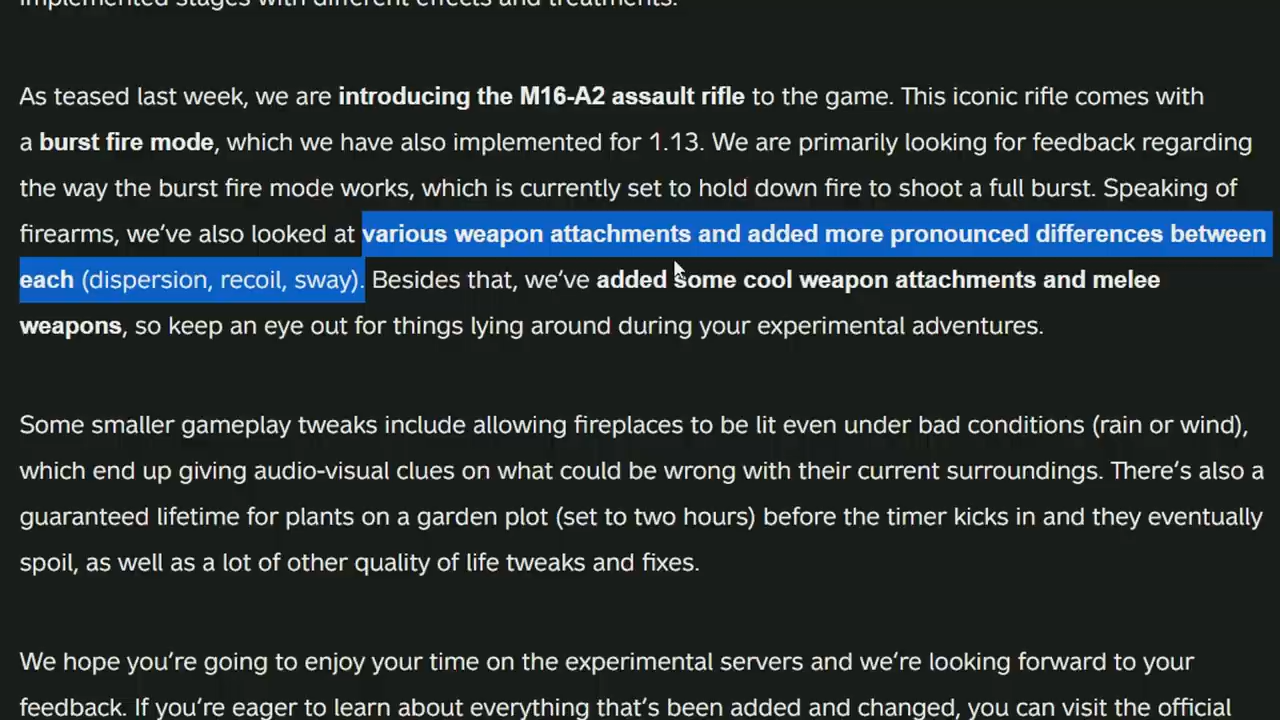 implemented stages with different effects and treatments.
As teased last week, we are introducing the M16-A2 assault rifle to the game. This iconic rifle comes with
a burst fire mode, which we have also implemented for 1.13. We are primarily looking for feedback regarding
the way the burst fire mode works, which is currently set to hold down fire to shoot a full burst. Speaking of
firearms, we've also looked at various weapon attachments and added more pronounced differences between
each (dispersion, recoil, sway). Besides that, we've added some cool weapon attachments and melee
weapons, so keep an eye out for things lying around during your experimental adventures.
Some smaller gameplay tweaks include allowing fireplaces to be lit even under bad conditions (rain or wind),
which end up giving audio-visual clues on what could be wrong with their current surroundings. There's also a
guaranteed lifetime for plants on a garden plot (set to two hours) before the timer kicks in and they eventually
spoil, as well as a lot of other quality of life tweaks and fixes.
We hope you're going to enjoy your time on the experimental servers and we're looking forward to your
feedback. If you're eager to learn about everything that's been added and changed, you can visit the official